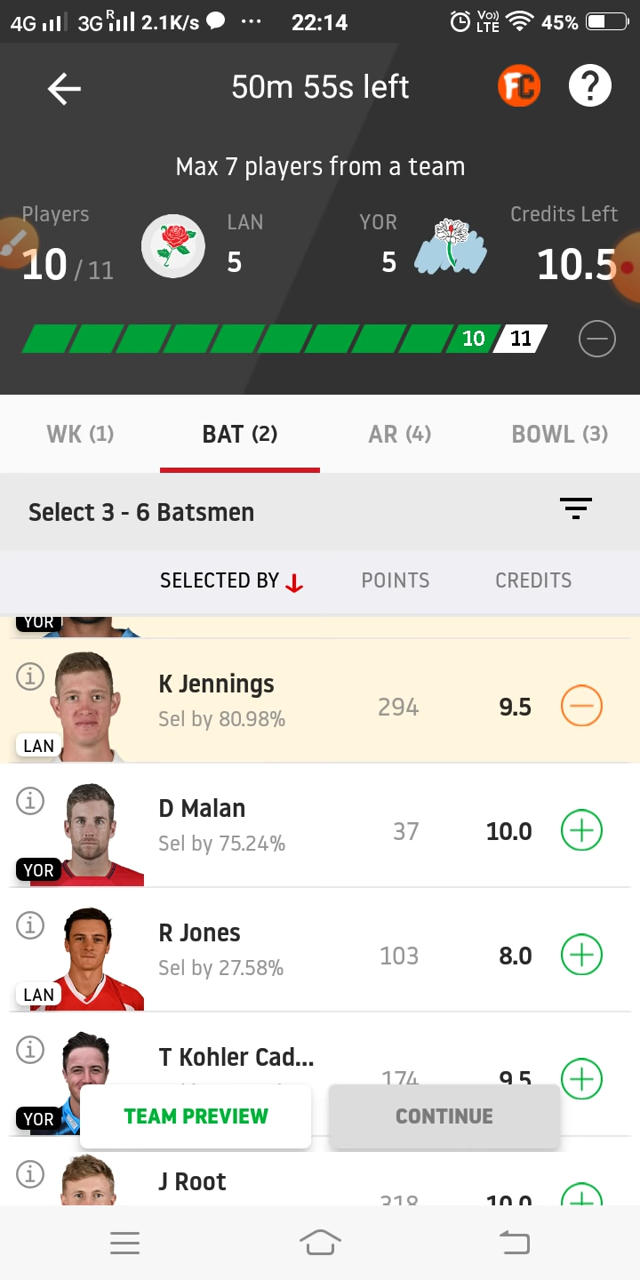 4G 3G R 2.1K/s ... 22:14 Vo) LTE 45%
50m 55s left FC ?
Max 7 players from a team
Players LAN YOR Credits Left
10 / 11 5 5 10.5
10 11
WK (1) BAT (2) AR (4) BOWL (3)
Select 3 - 6 Batsmen
SELECTED BY POINTS CREDITS
YOR
K Jennings
Sel by 80.98% 294 9.5
LAN
D Malan
Sel by 75.24% 37 10.0
YOR
R Jones
Sel by 27.58% 103 8.0
LAN
T Kohler Cad...
174 9.5
YOR
TEAM PREVIEW CONTINUE
J Root
318 10.0